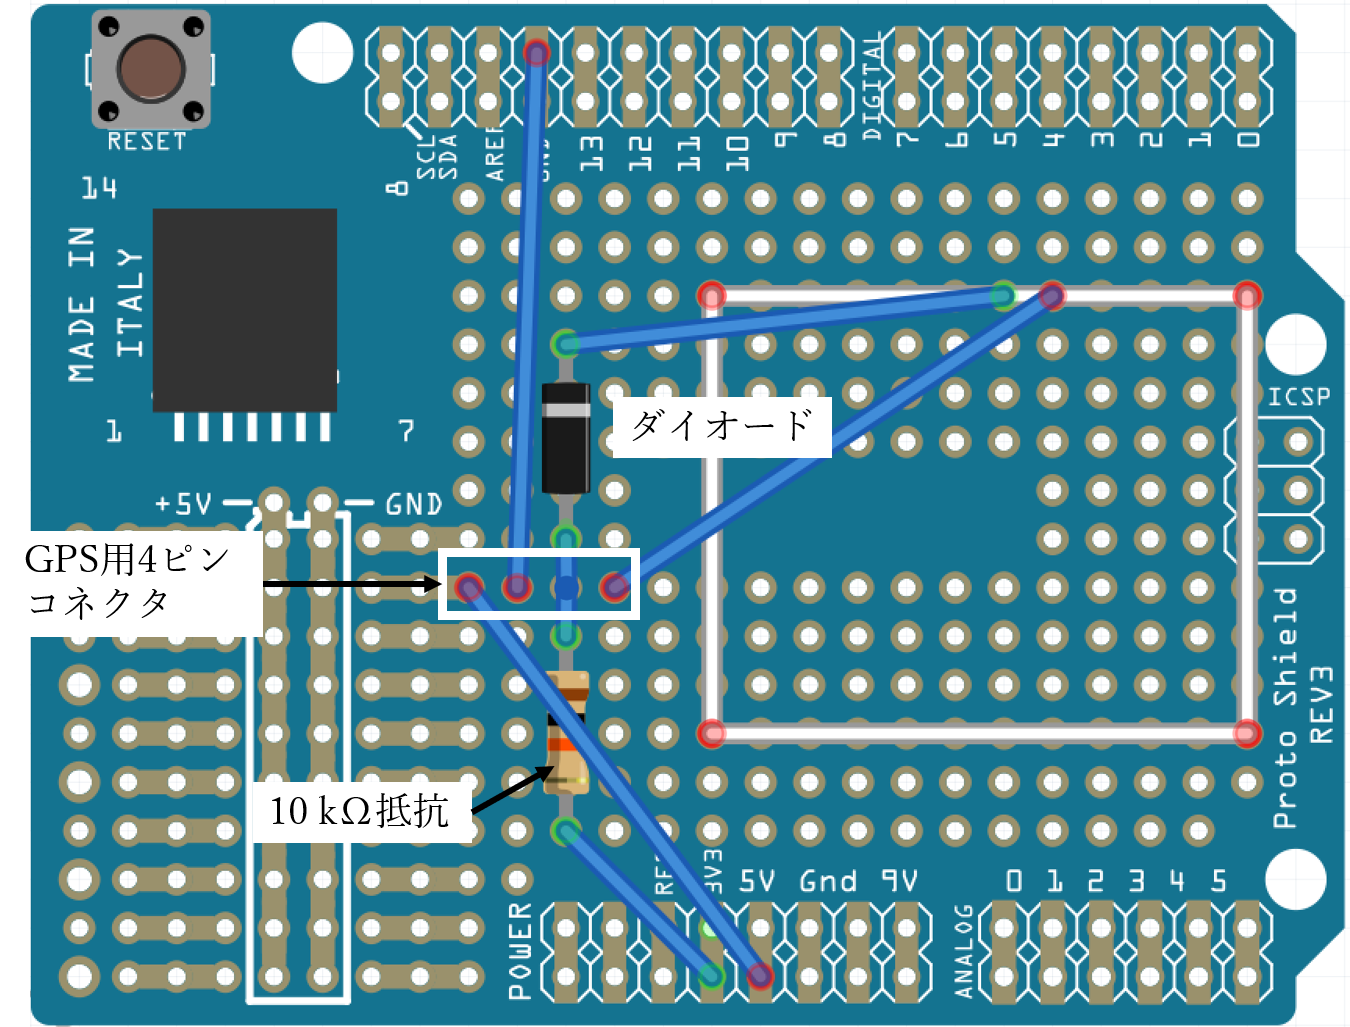 RESET
SCL
SDA
AREF
GND
13
12
11
10
9
8
DIGITAL
7
6
5
4
3
2
1
0
14
8
MADE IN
ITALY
1
7
ダイオード
ICSP
+5V
GND
GPS用4ピン
コネクタ
10 kΩ抵抗
Proto Shield
REV3
3V3
5V Gnd 9V
0 1 2 3 4 5
POWER
ANALOG